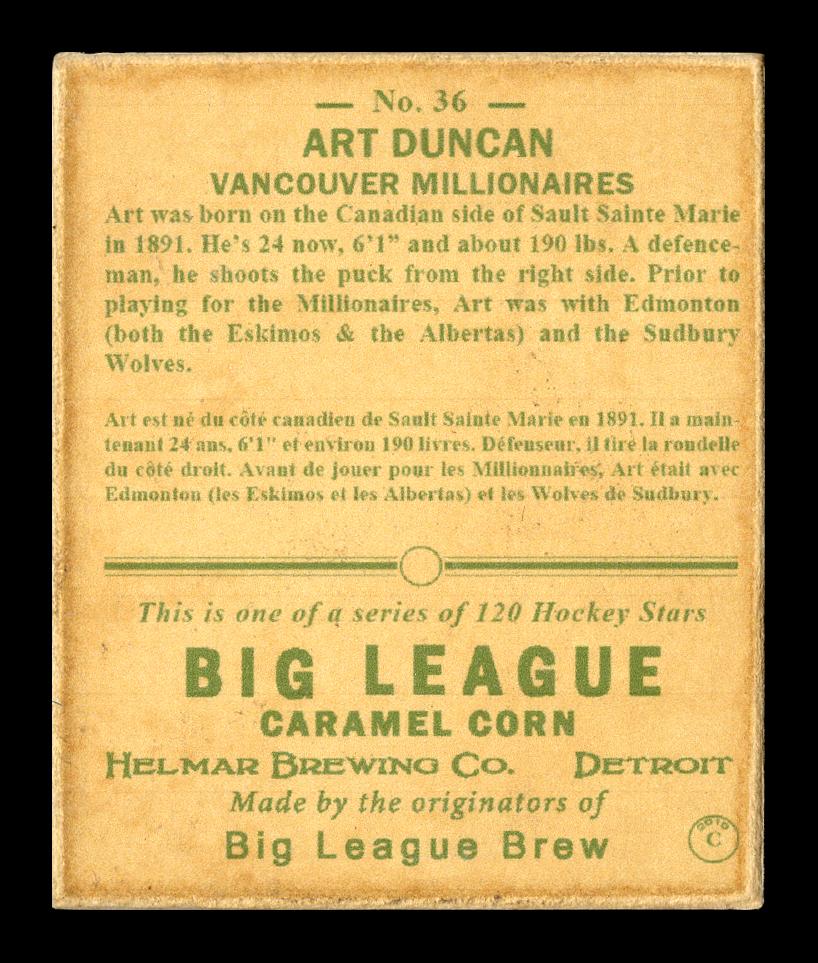 — No. 36 —
ART DUNCAN
VANCOUVER MILLIONAIRES
Art was born on the Canadian side of Sault Sainte Marie
in 1891. He's 24 now, 6'1" and about 190 lbs. A defence-
man, he shoots the puck from the right side. Prior to
playing for the Millionaires, Art was with Edmonton
(both the Eskimos & the Albertas) and the Sudbury
Wolves.
Art est né du côté canadien de Sault Sainte Marie en 1891. Il a main-
tenant 24 ans, 6'1" et environ 190 livres. Défenseur, il tire la rondelle
du côté droit. Avant de jouer pour les Millionnaires, Art était avec
Edmonton (les Eskimos et les Albertas) et les Wolves de Sudbury.
This is one of a series of 120 Hockey Stars
BIG LEAGUE
CARAMEL CORN
HELMAR BREWING CO. DETROIT
Made by the originators of
Big League Brew
2010
C